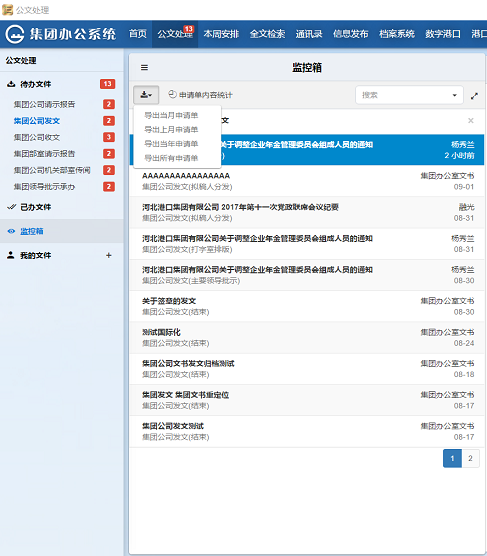 公文处理
集团办公系统
首页 公文处理 13 本周安排 全文检索 通讯录 信息发布 档案系统 数字港口 港口
公文处理
待办文件 13
集团公司请示报告 2
集团公司发文 2
集团公司收文 3
集团部室请示报告 2
集团公司机关部室传阅 2
集团领导批示承办 2
已办文件
监控箱
我的文件 +
监控箱
申请单内容统计
搜索
导出当月申请单
导出上月申请单
导出当年申请单
导出所有申请单
文 ×
关于调整企业年金管理委员会组成人员的通知 杨秀兰
) 2 小时前
AAAAAAAAAAAAAAAA 集团办公室文书
集团公司发文(拟稿人分发) 09-01
河北港口集团有限公司 2017年第十一次党政联席会议纪要 融光
集团公司发文(拟稿人分发) 08-31
河北港口集团有限公司关于调整企业年金管理委员会组成人员的通知 杨秀兰
集团公司发文(打字室排版) 08-31
河北港口集团有限公司关于调整企业年金管理委员会组成人员的通知 杨秀兰
集团公司发文(主要领导批示) 08-30
关于签章的发文 集团办公室文书
集团公司发文(结束) 08-30
测试国际化 集团办公室文书
集团公司发文(结束) 08-24
集团公司文书发文归档测试 集团办公室文书
集团公司发文(结束) 08-18
集团发文 集团文书重定位 集团办公室文书
集团公司发文(结束) 08-17
集团公司发文测试 集团办公室文书
集团公司发文(结束) 08-17
1 2